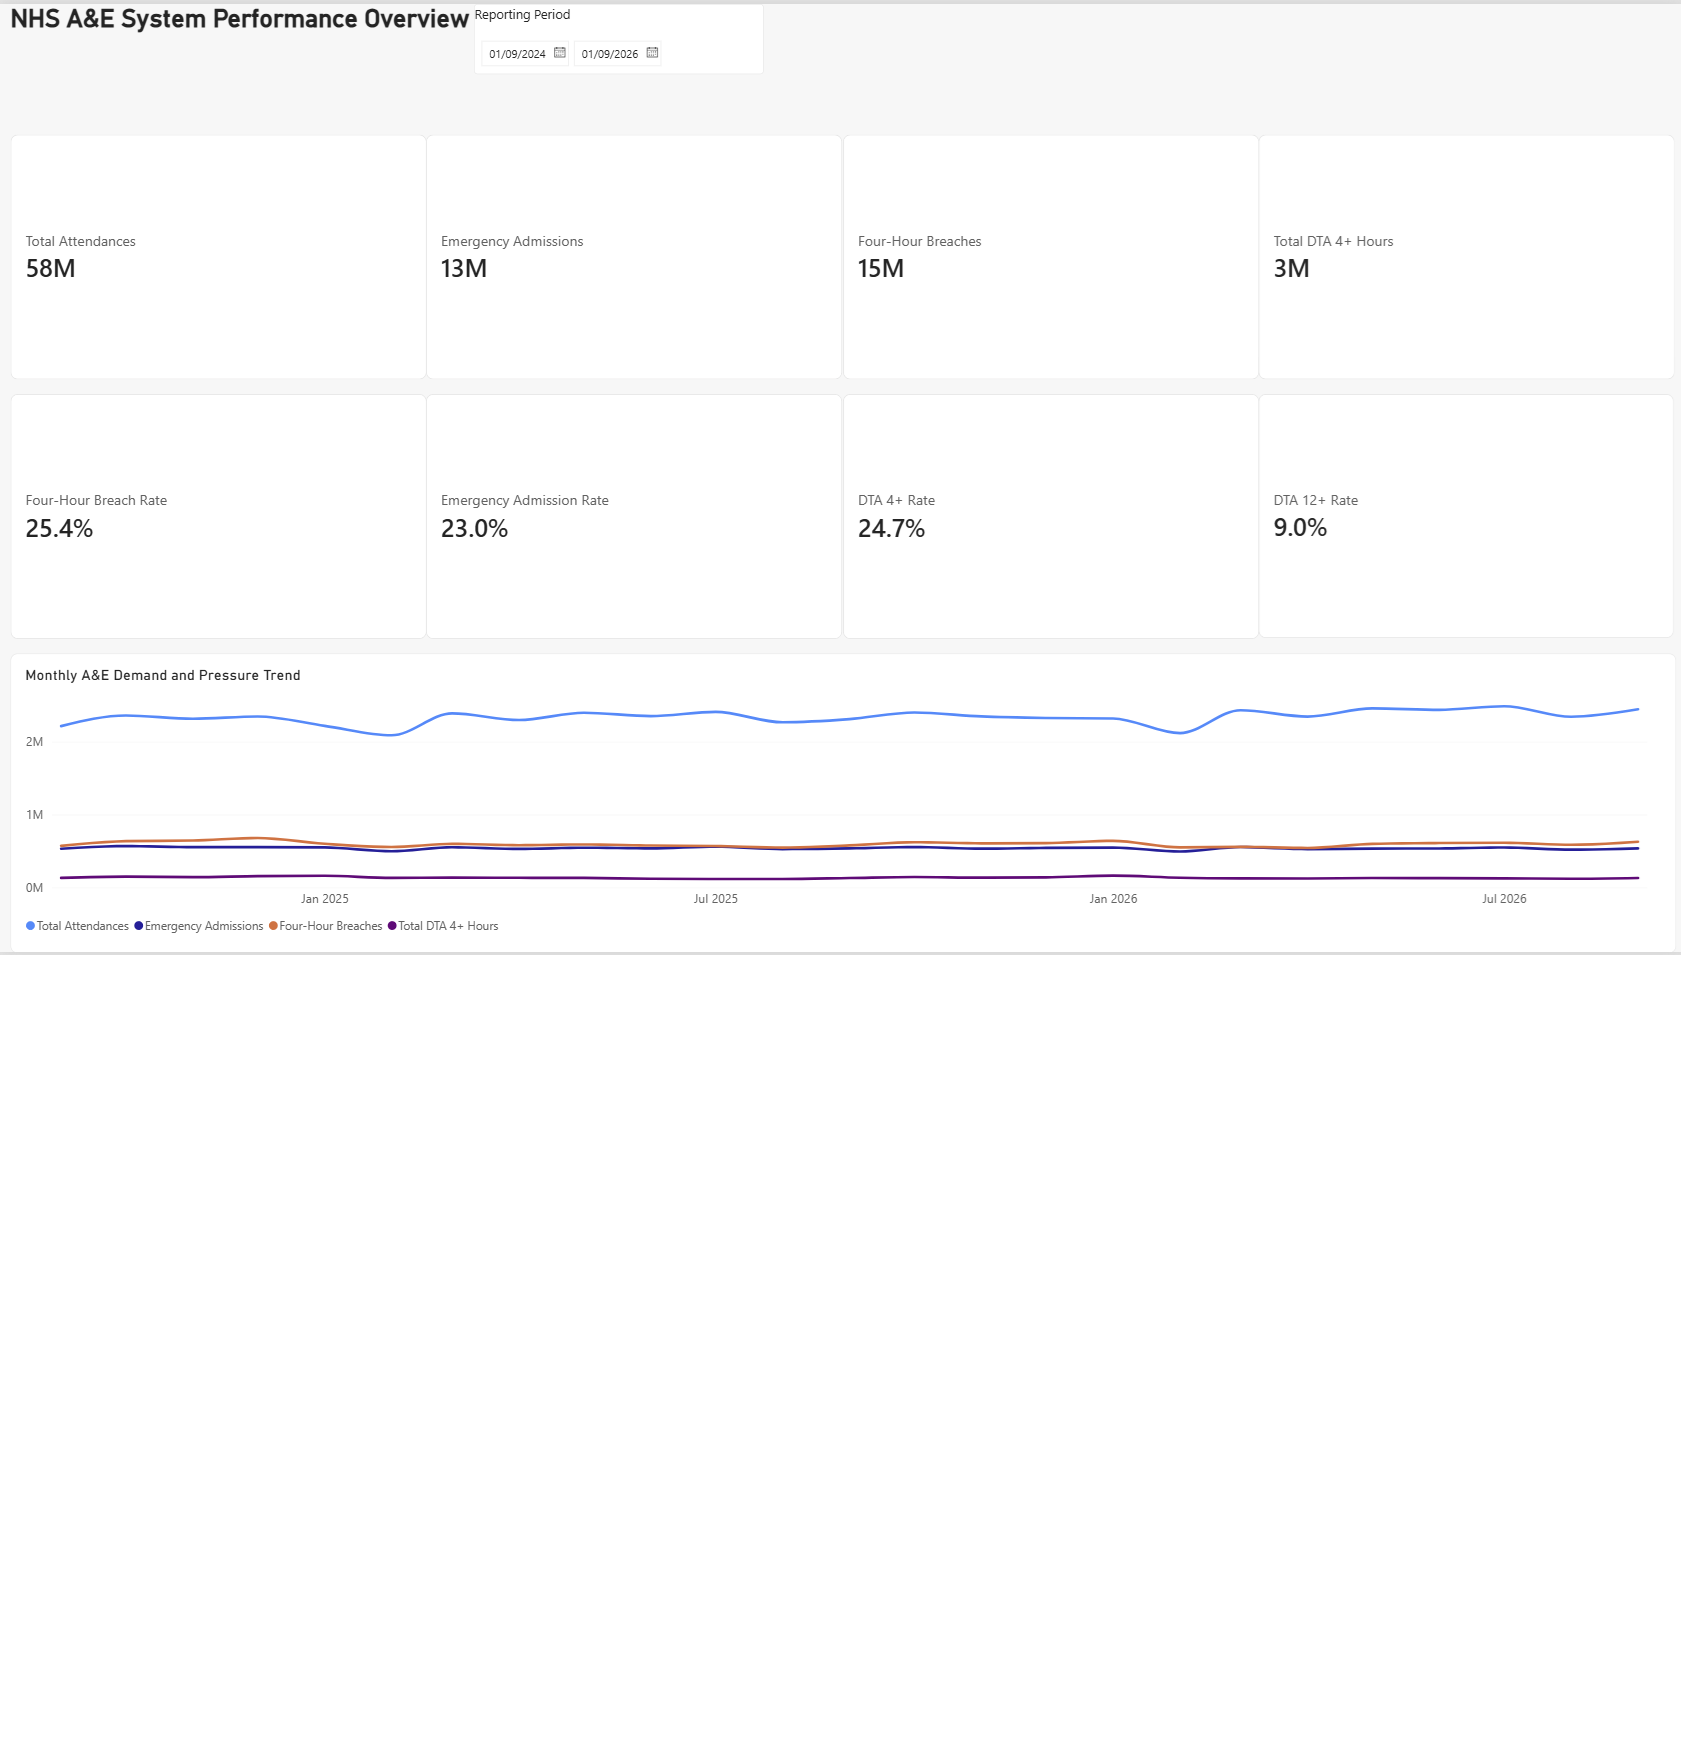 NHS A&E System Performance Overview
Reporting Period
01/09/2024 01/09/2026
Total Attendances
58M
Emergency Admissions
13M
Four-Hour Breaches
15M
Total DTA 4+ Hours
3M
Four-Hour Breach Rate
25.4%
Emergency Admission Rate
23.0%
DTA 4+ Rate
24.7%
DTA 12+ Rate
9.0%
Monthly A&E Demand and Pressure Trend
2M
1M
0M
Jan 2025 Jul 2025 Jan 2026 Jul 2026
Total Attendances Emergency Admissions Four-Hour Breaches Total DTA 4+ Hours